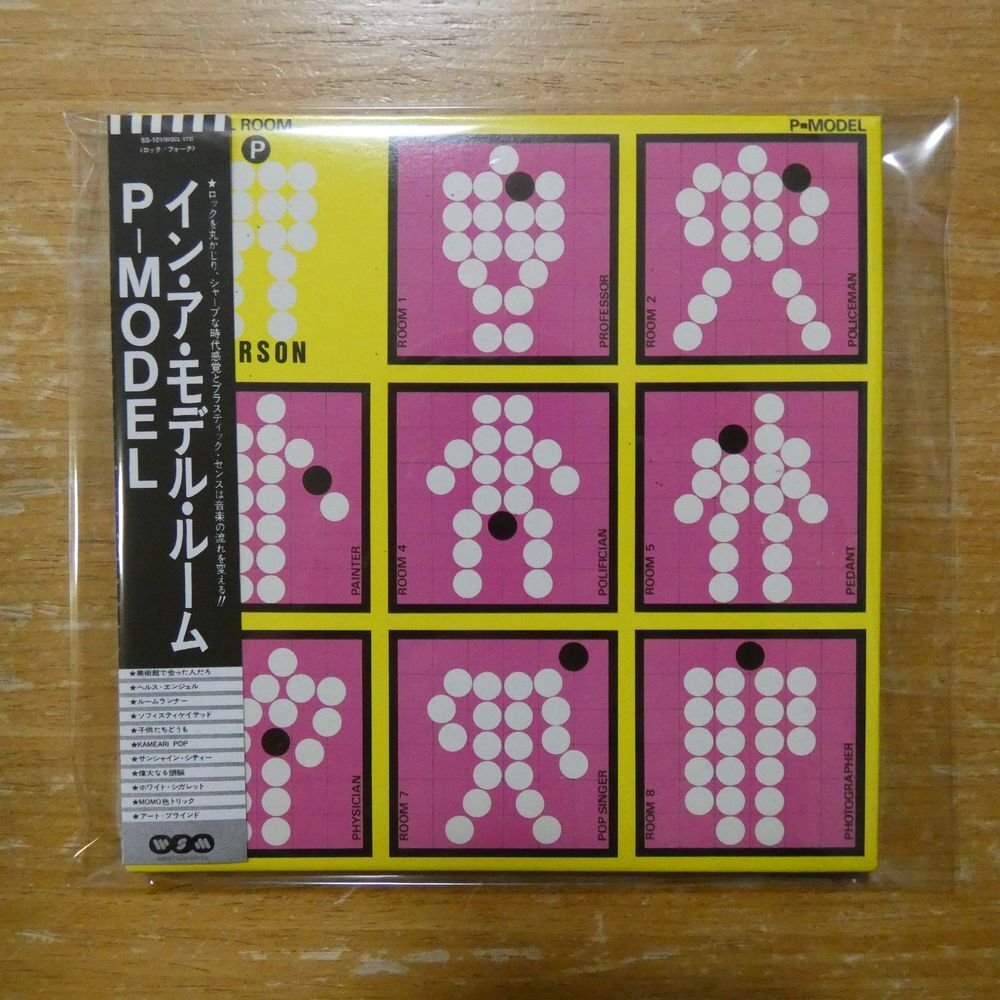 SS-101(WQCL-173)
〈ロック/フォーク〉
イン・ア・モデル・ルーム
P-MODEL
★ロックを丸かじり、シャープな時代感覚とプラスティック・センスは音楽の流れを変える!!
★美術館で会った人だろ
★ヘルス・エンジェル
★ルームランナー
★ソフィスティケイテッド
★子供たちどうも
★KAMEARI POP
★サンシャイン・シティー
★偉大なる頭脳
★ホワイト・シガレット
★MOMO色トリック
★アート・ブラインド
WSM
L ROOM
P-MODEL
P
RSON
ROOM 1
PROFESSOR
ROOM 2
POLICEMAN
PAINTER
ROOM 4
POLIFICIAN
ROOM 5
PEDANT
PHYSICIAN
ROOM 7
POP SINGER
ROOM 8
PHOTOGRAPHER